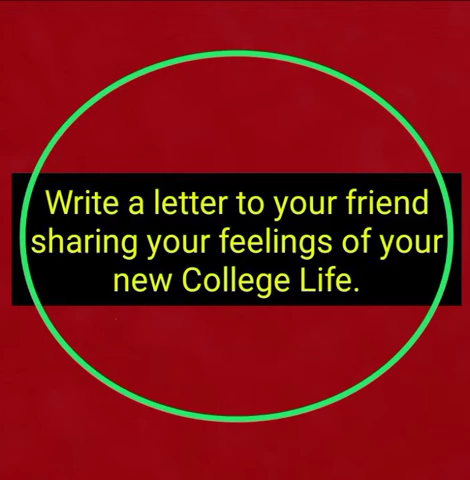 Write a letter to your friend
sharing your feelings of your
new College Life.